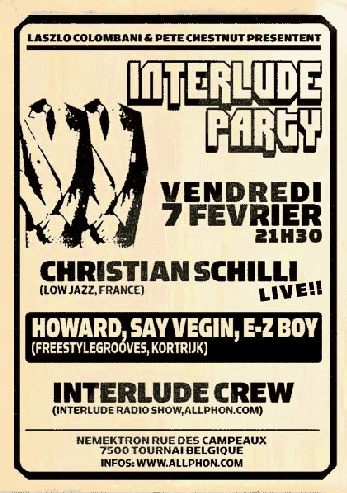 LASZLO COLOMBANI & PETE CHESTNUT PRESENTENT
INTERLUDE
PARTY
VENDREDI
7 FEVRIER
21H30
CHRISTIAN SCHILLI
(LOW JAZZ, FRANCE)
LIVE!!
HOWARD, SAY VEGIN, E-Z BOY
(FREESTYLEGROOVES, KORTRIJK)
INTERLUDE CREW
(INTERLUDE RADIO SHOW, ALLPHON.COM)
NEMEKTRON RUE DES CAMPEAUX
7500 TOURNAI BELGIQUE
INFOS: WWW.ALLPHON.COM